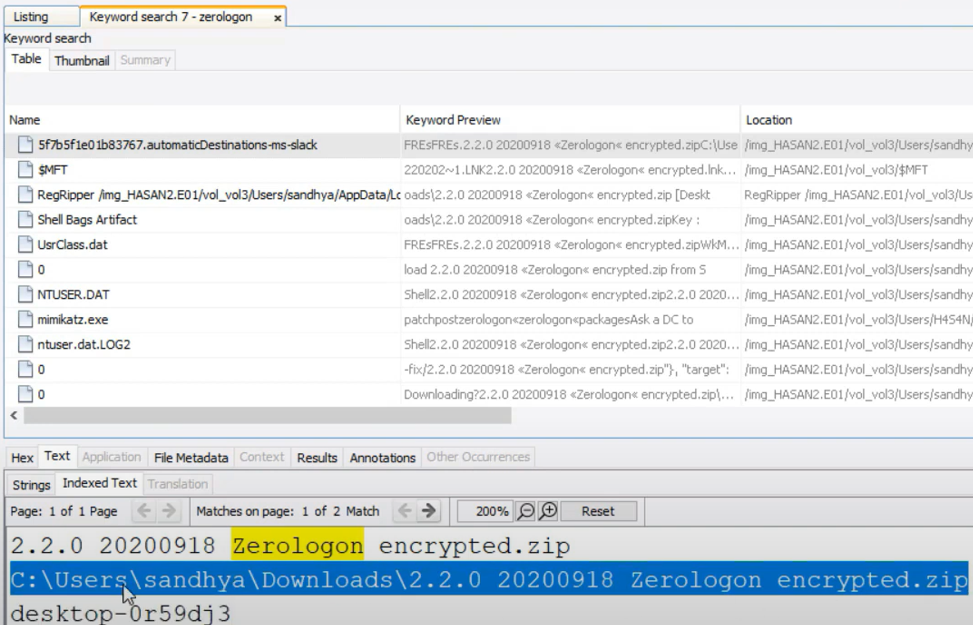 Listing Keyword search 7 - zerologon x
Keyword search
Table Thumbnail Summary
Name Keyword Preview Location
5f7b5f1e01b83767.automaticDestinations-ms-slack FREsFREs.2.2.0 20200918 «Zerologon« encrypted.zipC:\Use /img_HASAN2.E01/vol_vol3/Users/sandhy
$MFT 220202~1.LNK2.2.0 20200918 «Zerologon« encrypted.lnk... /img_HASAN2.E01/vol_vol3/$MFT
RegRipper /img_HASAN2.E01/vol_vol3/Users/sandhya/AppData/Lc oads\2.2.0 20200918 «Zerologon« encrypted.zip [Deskt RegRipper /img_HASAN2.E01/vol_vol3/Us
Shell Bags Artifact oads\2.2.0 20200918 «Zerologon« encrypted.zipKey : /img_HASAN2.E01/vol_vol3/Users/sandhy
UsrClass.dat FREsFREs.2.2.0 20200918 «Zerologon« encrypted.zipWkM... /img_HASAN2.E01/vol_vol3/Users/sandhy
0 load 2.2.0 20200918 «Zerologon« encrypted.zip from S /img_HASAN2.E01/vol_vol3/Users/sandhy
NTUSER.DAT Shell2.2.0 20200918 «Zerologon« encrypted.zip2.2.0 2020... /img_HASAN2.E01/vol_vol3/Users/sandhy
mimikatz.exe patchpostzerologon«zerologon«packagesAsk a DC to /img_HASAN2.E01/vol_vol3/Users/H4S4N/
ntuser.dat.LOG2 Shell2.2.0 20200918 «Zerologon« encrypted.zip2.2.0 2020... /img_HASAN2.E01/vol_vol3/Users/sandhy
0 -fix/2.2.0 20200918 «Zerologon« encrypted.zip"}, "target": /img_HASAN2.E01/vol_vol3/Users/sandhy
0 Downloading?2.2.0 20200918 «Zerologon« encrypted.zip\... /img_HASAN2.E01/vol_vol3/Users/sandhy
Hex Text Application File Metadata Context Results Annotations Other Occurrences
Strings Indexed Text Translation
Page: 1 of 1 Page Matches on page: 1 of 2 Match 200% Reset
2.2.0 20200918 Zerologon encrypted.zip
C:\Users\sandhya\Downloads\2.2.0 20200918 Zerologon encrypted.zip
desktop-0r59dj3